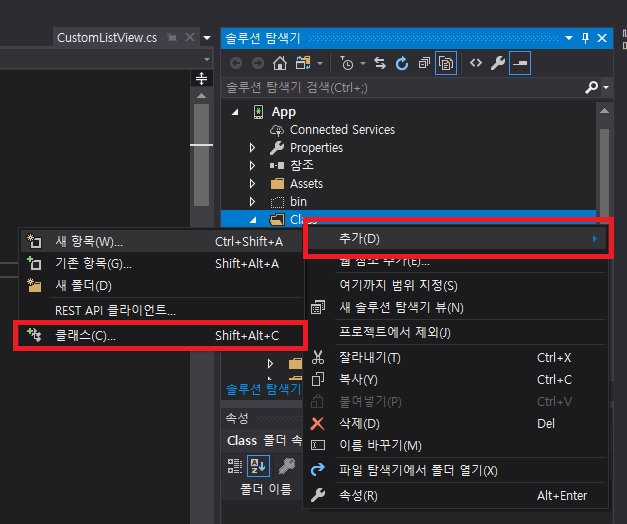 CustomListView.cs
솔루션 탐색기
솔루션 탐색기 검색(Ctrl+;)
App
Connected Services
Properties
참조
Assets
bin
Class
추가(D)
웹 참조 추가(E)...
여기까지 범위 지정(S)
새 솔루션 탐색기 뷰(N)
프로젝트에서 제외(J)
잘라내기(T) Ctrl+X
복사(Y) Ctrl+C
붙여넣기(P) Ctrl+V
삭제(D) Del
이름 바꾸기(M)
파일 탐색기에서 폴더 열기(X)
속성(R) Alt+Enter
새 항목(W)... Ctrl+Shift+A
기존 항목(G)... Shift+Alt+A
새 폴더(D)
REST API 클라이언트...
클래스(C)... Shift+Alt+C
솔루션 탐색기
속성
Class 폴더 속
폴더 이름